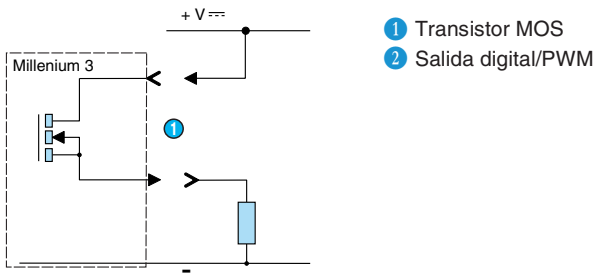 + V ⎓
Millenium 3
1
-
1 Transistor MOS
2 Salida digital/PWM